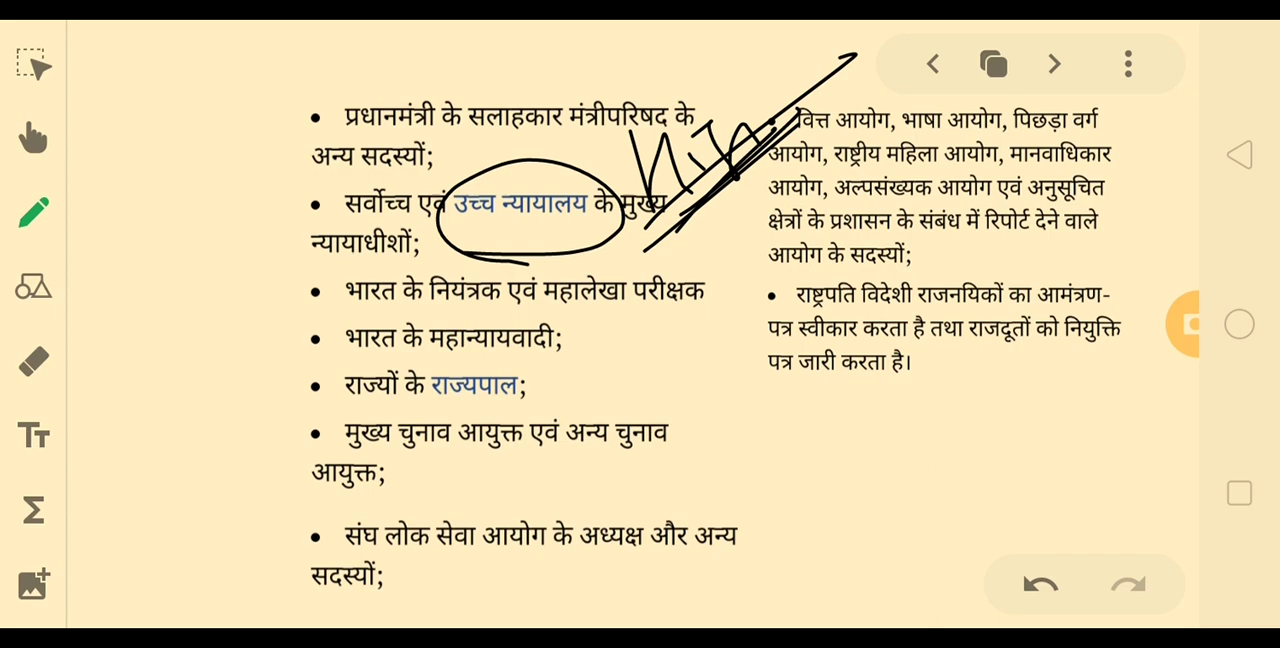 • प्रधानमंत्री के सलाहकार मंत्रीपरिषद के
अन्य सदस्यों;
• सर्वोच्च एवं उच्च न्यायालय के मुख्य
न्यायाधीशों;
• भारत के नियंत्रक एवं महालेखा परीक्षक
• भारत के महान्यायवादी;
• राज्यों के राज्यपाल;
• मुख्य चुनाव आयुक्त एवं अन्य चुनाव
आयुक्त;
• संघ लोक सेवा आयोग के अध्यक्ष और अन्य
सदस्यों;
• वित्त आयोग, भाषा आयोग, पिछड़ा वर्ग
आयोग, राष्ट्रीय महिला आयोग, मानवाधिकार
आयोग, अल्पसंख्यक आयोग एवं अनुसूचित
क्षेत्रों के प्रशासन के संबंध में रिपोर्ट देने वाले
आयोग के सदस्यों;
• राष्ट्रपति विदेशी राजनयिकों का आमंत्रण-
पत्र स्वीकार करता है तथा राजदूतों को नियुक्ति
पत्र जारी करता है।